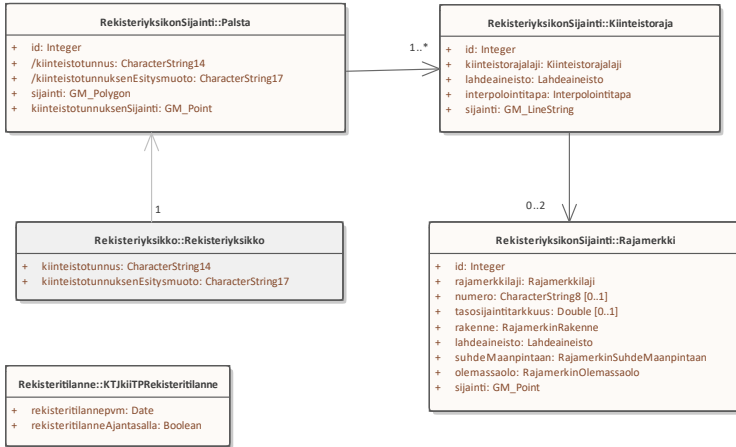 RekisteriyksikonSijainti::Palsta
+ id: Integer
+ /kiinteistotunnus: CharacterString14
+ /kiinteistotunnuksenEsitysmuoto: CharacterString17
+ sijainti: GM_Polygon
+ kiinteistotunnuksenSijainti: GM_Point
1..*
RekisteriyksikonSijainti::Kiinteistoraja
+ id: Integer
+ kiinteistorajalaji: Kiinteistorajalaji
+ lahdeaineisto: Lahdeaineisto
+ interpolointitapa: Interpolointitapa
+ sijainti: GM_LineString
1
0..2
Rekisteriyksikko::Rekisteriyksikko
+ kiinteistotunnus: CharacterString14
+ kiinteistotunnuksenEsitysmuoto: CharacterString17
RekisteriyksikonSijainti::Rajamerkki
+ id: Integer
+ rajamerkkilaji: Rajamerkkilaji
+ numero: CharacterString8 [0..1]
+ tasosijaintitarkkuus: Double [0..1]
+ rakenne: RajamerkinRakenne
+ lahdeaineisto: Lahdeaineisto
+ suhdeMaanpintaan: RajamerkinSuhdeMaanpintaan
+ olemassaolo: RajamerkinOlemassaolo
+ sijainti: GM_Point
Rekisteritilanne::KTJkiiTPRekisteritilanne
+ rekisteritilannepvm: Date
+ rekisteritilanneAjantasalla: Boolean